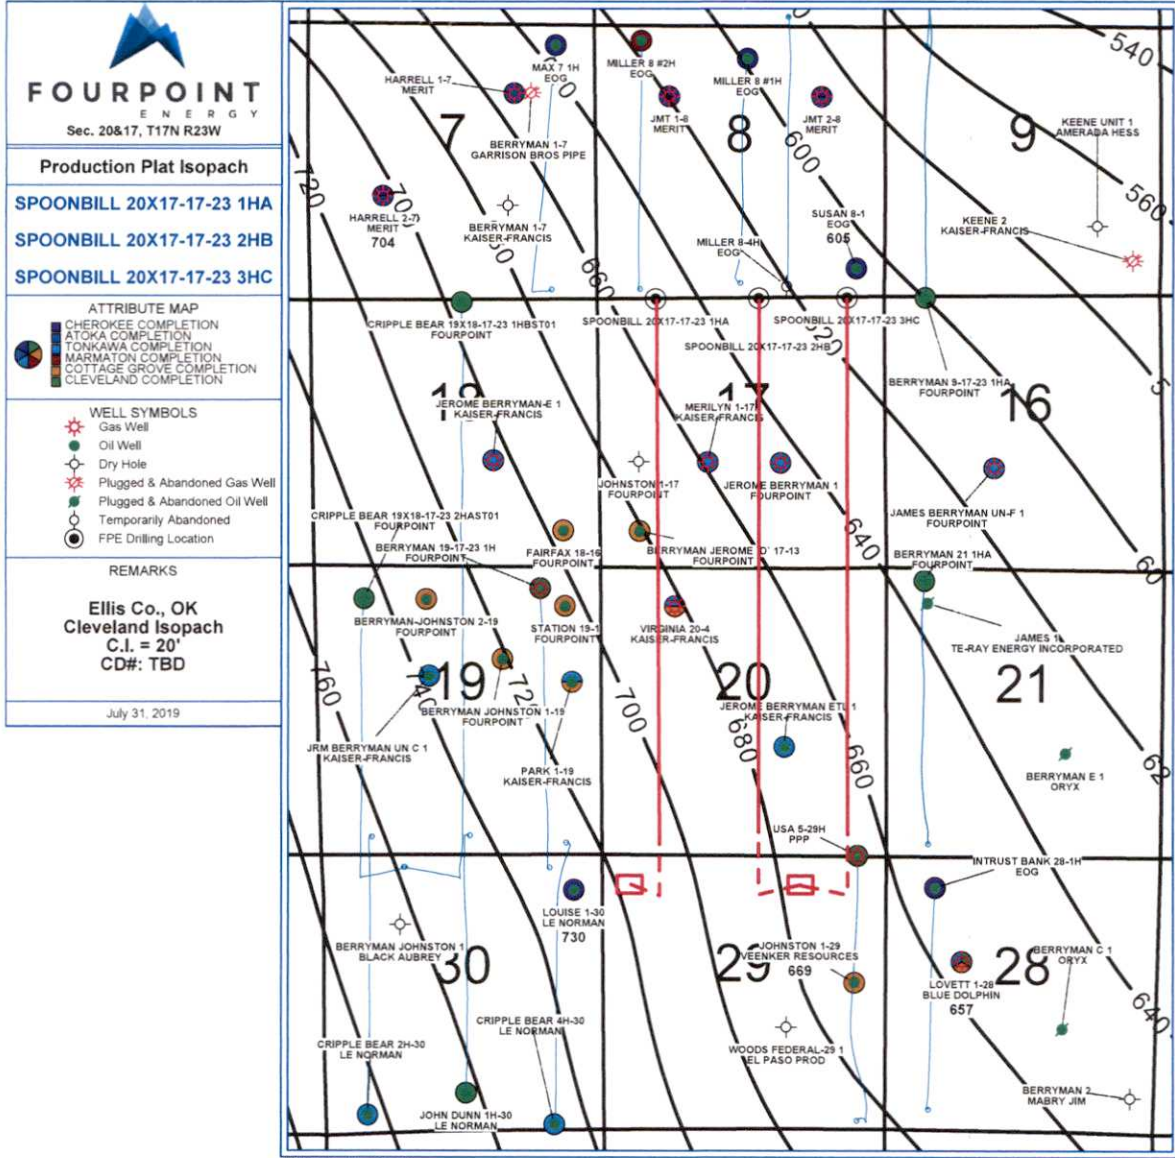 FOURPOINT
ENERGY
Sec. 20&17, T17N R23W
Production Plat Isopach
SPOONBILL 20X17-17-23 1HA
SPOONBILL 20X17-17-23 2HB
SPOONBILL 20X17-17-23 3HC
ATTRIBUTE MAP
CHEROKEE COMPLETION
ATOKA COMPLETION
TONKAWA COMPLETION
MARMATON COMPLETION
COTTAGE GROVE COMPLETION
CLEVELAND COMPLETION
WELL SYMBOLS
Gas Well
Oil Well
Dry Hole
Plugged & Abandoned Gas Well
Plugged & Abandoned Oil Well
Temporarily Abandoned
FPE Drilling Location
REMARKS
Ellis Co., OK
Cleveland Isopach
C.I. = 20'
CD#: TBD
July 31, 2019
540
MAX 7 1H
EOG
MILLER 8 #2H
EOG
MILLER 8 #1H
EOG
HARRELL 1-7
MERIT
JMT 1-8
MERIT
JMT 2-8
MERIT
KEENE UNIT 1
AMERADA HESS
7
8
9
BERRYMAN 1-7
GARRISON BROS PIPE
600
720
560
HARRELL 2-7
MERIT
704
BERRYMAN 1-7
KAISER-FRANCIS
SUSAN 8-1
EOG
605
KEENE 2
KAISER-FRANCIS
MILLER 8-4H
EOG
660
CRIPPLE BEAR 19X18-17-23 1HBST01
FOURPOINT
SPOONBILL 20X17-17-23 1HA
SPOONBILL 20X17-17-23 3HC
SPOONBILL 20X17-17-23 2HB
620
BERRYMAN 9-17-23 1HA
FOURPOINT
18
17
16
JEROME BERRYMAN-E 1
KAISER-FRANCIS
MERILYN 1-17
KAISER-FRANCIS
JOHNSTON 1-17
FOURPOINT
JEROME BERRYMAN 1
FOURPOINT
JAMES BERRYMAN UN-F 1
FOURPOINT
CRIPPLE BEAR 19X18-17-23 2HAST01
FOURPOINT
BERRYMAN 19-17-23 1H
FOURPOINT
FAIRFAX 18-16
FOURPOINT
BERRYMAN JEROME 'D' 17-13
FOURPOINT
640
BERRYMAN 21 1HA
FOURPOINT
60
BERRYMAN-JOHNSTON 2-19
FOURPOINT
STATION 19-1
FOURPOINT
VIRGINIA 20-4
KAISER-FRANCIS
JAMES 1
TE-RAY ENERGY INCORPORATED
760
740
19
720
20
21
700
680
660
62
BERRYMAN JOHNSTON 1-19
FOURPOINT
JEROME BERRYMAN ETL 1
KAISER-FRANCIS
JRM BERRYMAN UN C 1
KAISER-FRANCIS
PARK 1-19
KAISER-FRANCIS
BERRYMAN E 1
ORYX
USA 5-29H
PPP
INTRUST BANK 28-1H
EOG
LOUISE 1-30
LE NORMAN
730
BERRYMAN JOHNSTON 1
BLACK AUBREY
30
29
28
JOHNSTON 1-29
VEENKER RESOURCES
669
LOVETT 1-28
BLUE DOLPHIN
657
BERRYMAN C 1
ORYX
640
CRIPPLE BEAR 4H-30
LE NORMAN
CRIPPLE BEAR 2H-30
LE NORMAN
WOODS FEDERAL-29 1
EL PASO PROD
JOHN DUNN 1H-30
LE NORMAN
BERRYMAN 2
MABRY JIM